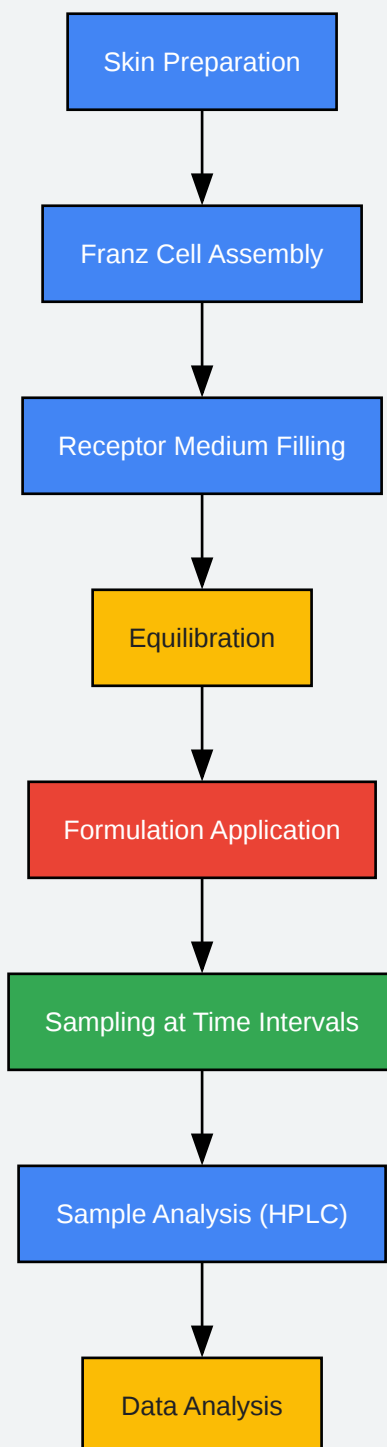 Skin Preparation
Franz Cell Assembly
Receptor Medium Filling
Equilibration
Formulation Application
Sampling at Time Intervals
Sample Analysis (HPLC)
Data Analysis